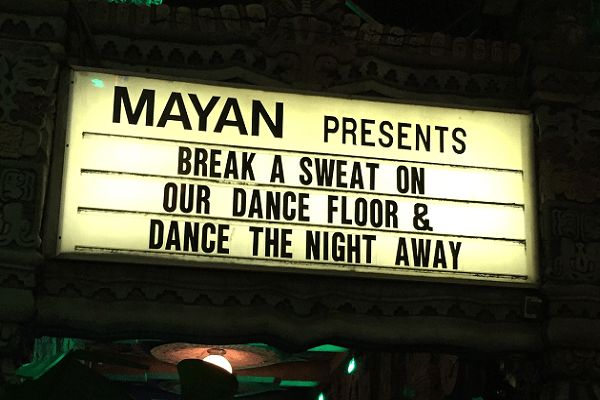 MAYAN PRESENTS
BREAK A SWEAT ON
OUR DANCE FLOOR &
DANCE THE NIGHT AWAY